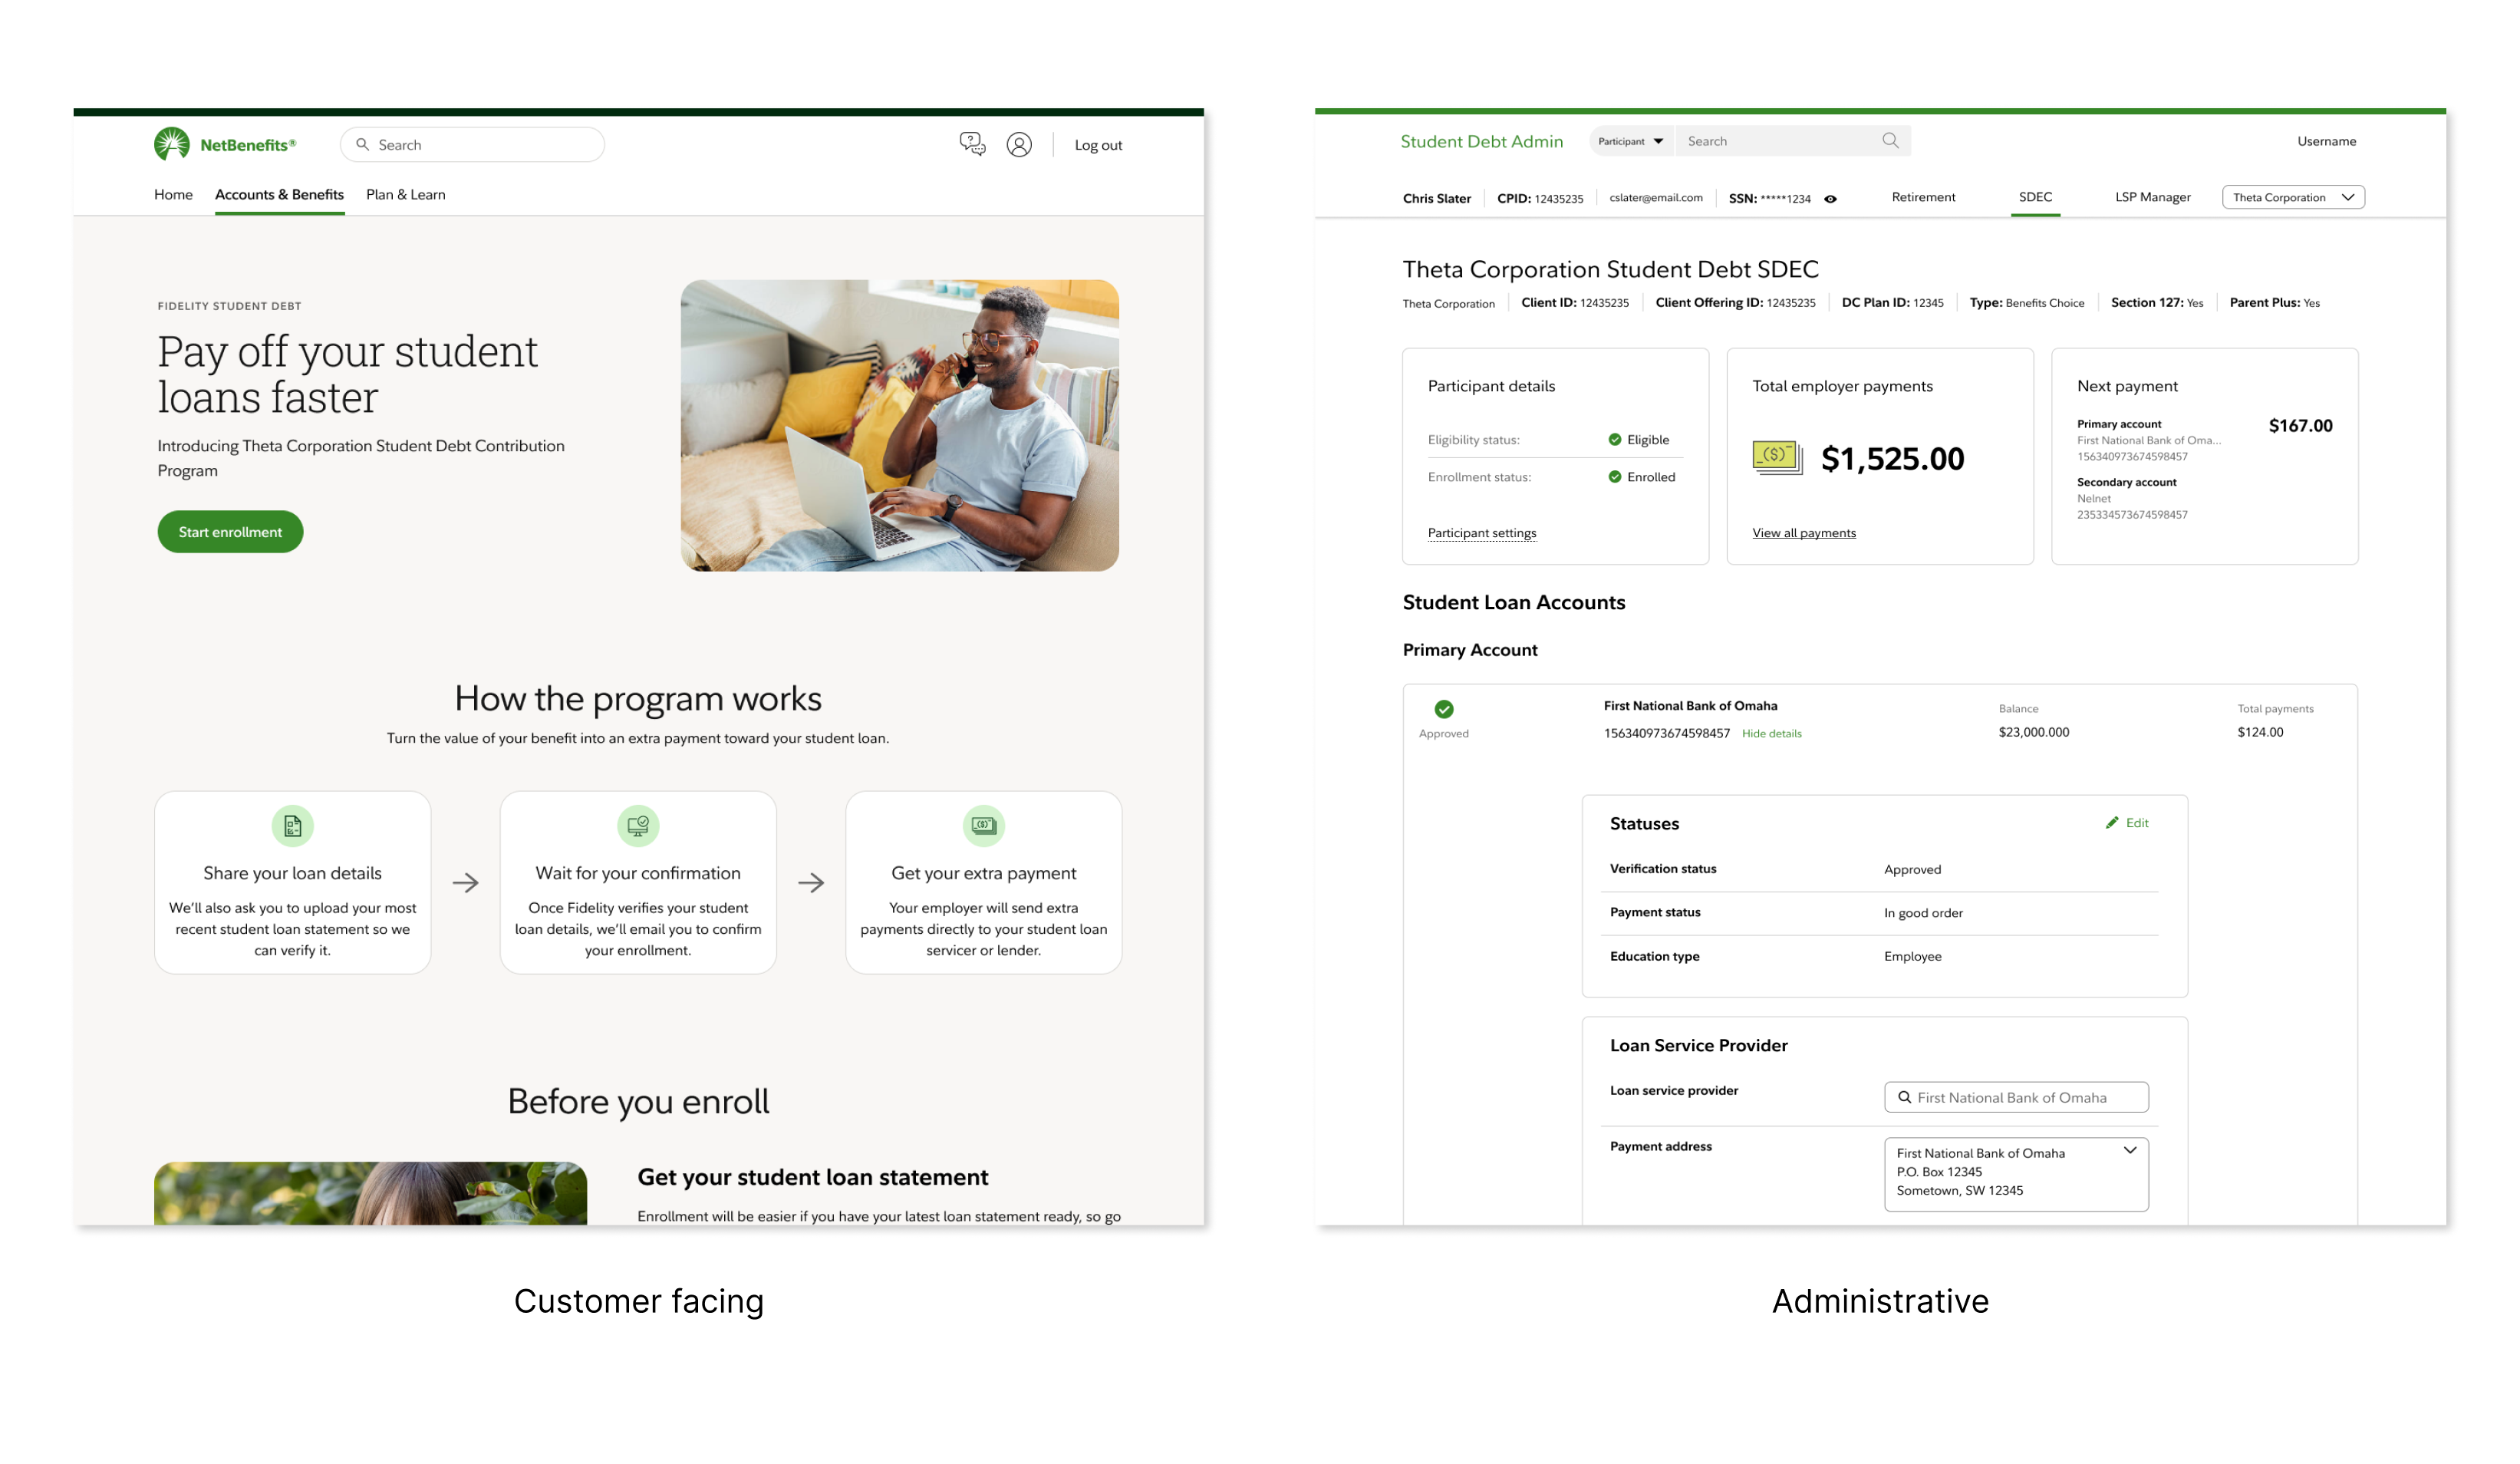 NetBenefits®
Search
Log out
Home
Accounts & Benefits
Plan & Learn
FIDELITY STUDENT DEBT
Pay off your student
loans faster
Introducing Theta Corporation Student Debt Contribution
Program
Start enrollment
How the program works
Turn the value of your benefit into an extra payment toward your student loan.
Share your loan details
We'll also ask you to upload your most
recent student loan statement so we
can verify it.
Wait for your confirmation
Once Fidelity verifies your student
loan details, we'll email you to confirm
your enrollment.
Get your extra payment
Your employer will send extra
payments directly to your student loan
servicer or lender.
Before you enroll
Get your student loan statement
Enrollment will be easier if you have your latest loan statement ready, so go
Customer facing
Student Debt Admin
Participant
Search
Username
Chris Slater
CPID: 12435235
cslater@email.com
SSN: *****1234
Retirement
SDEC
LSP Manager
Theta Corporation
Theta Corporation Student Debt SDEC
Theta Corporation
Client ID: 12435235
Client Offering ID: 12435235
DC Plan ID: 12345
Type: Benefits Choice
Section 127: Yes
Parent Plus: Yes
Participant details
Eligibility status:
Eligible
Enrollment status:
Enrolled
Participant settings
Total employer payments
($)
$1,525.00
View all payments
Next payment
Primary account
$167.00
First National Bank of Oma...
156340973674598457
Secondary account
Nelnet
235334573674598457
Student Loan Accounts
Primary Account
Approved
First National Bank of Omaha
156340973674598457 Hide details
Balance
$23,000.000
Total payments
$124.00
Statuses
Edit
Verification status
Approved
Payment status
In good order
Education type
Employee
Loan Service Provider
Loan service provider
First National Bank of Omaha
Payment address
First National Bank of Omaha
P.O. Box 12345
Sometown, SW 12345
Administrative